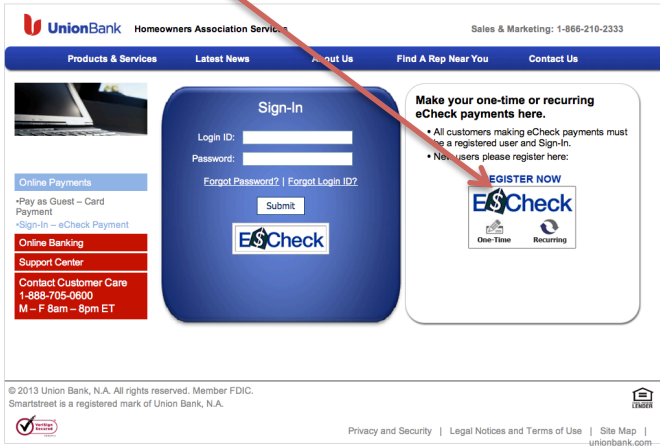 UnionBank Homeowners Association Services
Sales & Marketing: 1-866-210-2333
Products & Services Latest News About Us Find A Rep Near You Contact Us
Sign-In
Login ID:
Password:
Forgot Password? | Forgot Login ID?
Submit
E$Check
Online Payments
•Pay as Guest – Card
Payment
•Sign-In – eCheck Payment
Online Banking
Support Center
Contact Customer Care
1-888-705-0600
M – F 8am – 8pm ET
Make your one-time or recurring
eCheck payments here.
• All customers making eCheck payments must
be a registered user and Sign-In.
• New users please register here:
REGISTER NOW
E$Check
One-Time Recurring
© 2013 Union Bank, N.A. All rights reserved. Member FDIC.
Smartstreet is a registered mark of Union Bank, N.A.
VeriSign
Secured
LENDER
Privacy and Security | Legal Notices and Terms of Use | Site Map |
unionbank.com